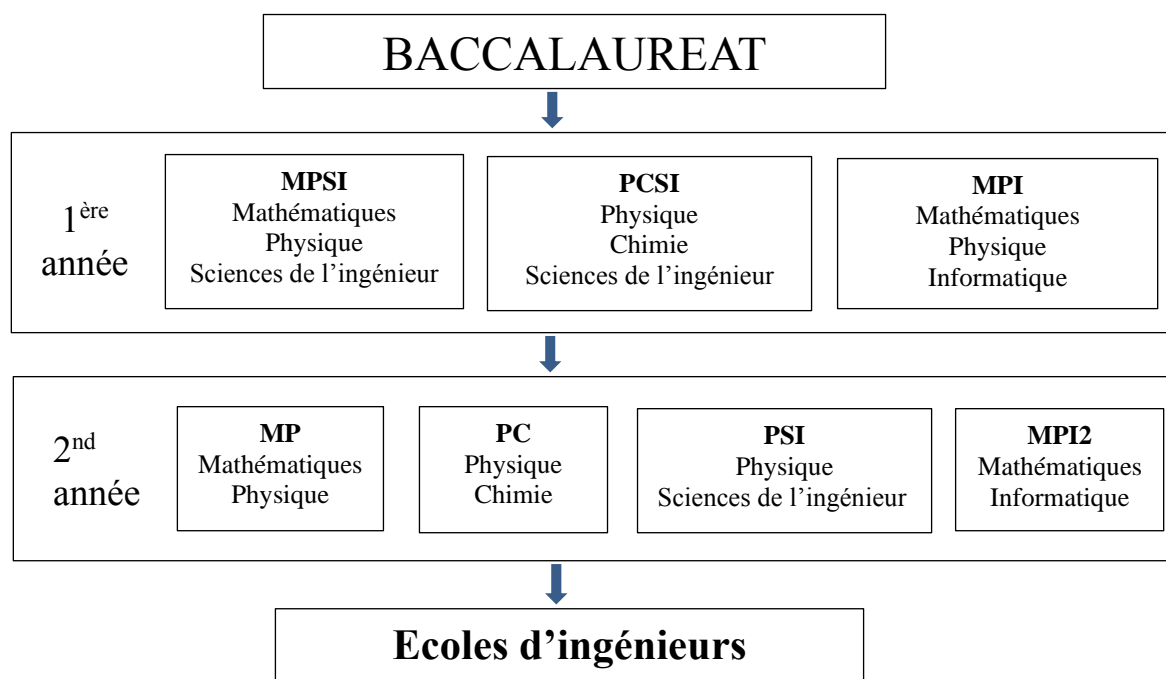 BACCALAUREAT
1ère
année
MPSI
Mathématiques
Physique
Sciences de l’ingénieur
PCSI
Physique
Chimie
Sciences de l’ingénieur
MPI
Mathématiques
Physique
Informatique
2nd
année
MP
Mathématiques
Physique
PC
Physique
Chimie
PSI
Physique
Sciences de l’ingénieur
MPI2
Mathématiques
Informatique
Ecoles d’ingénieurs